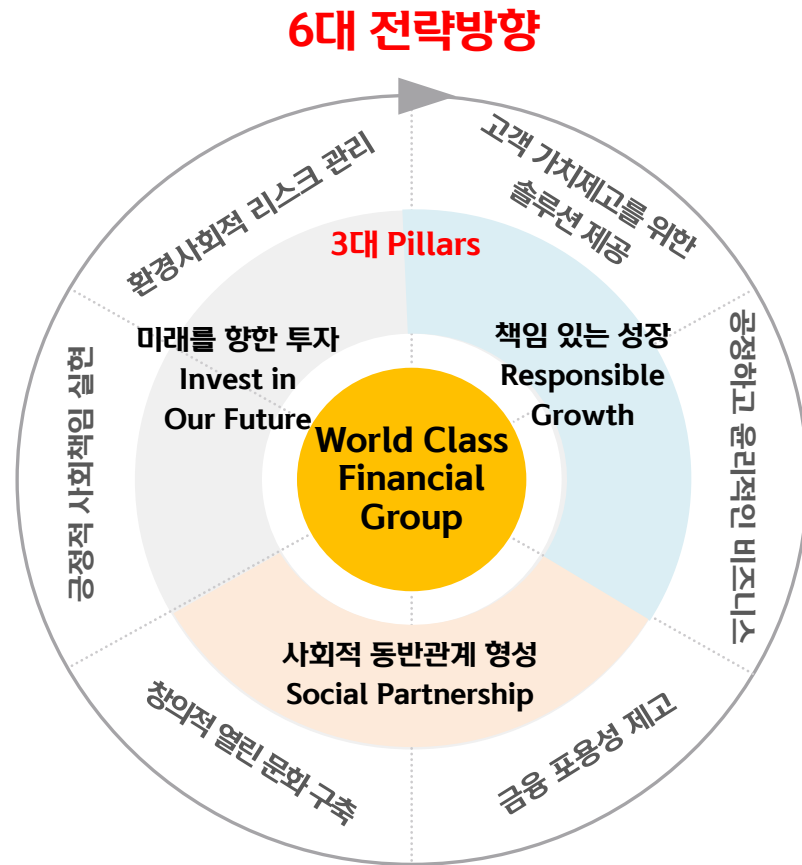 6대 전략방향
고객 가치제고를 위한
솔루션 제공
공정하고 윤리적인 비즈니스
금융 포용성 제고
창의적 열린 문화 구축
긍정적 사회책임 실현
환경사회적 리스크 관리
3대 Pillars
책임 있는 성장
Responsible
Growth
사회적 동반관계 형성
Social Partnership
미래를 향한 투자
Invest in
Our Future
World Class
Financial
Group